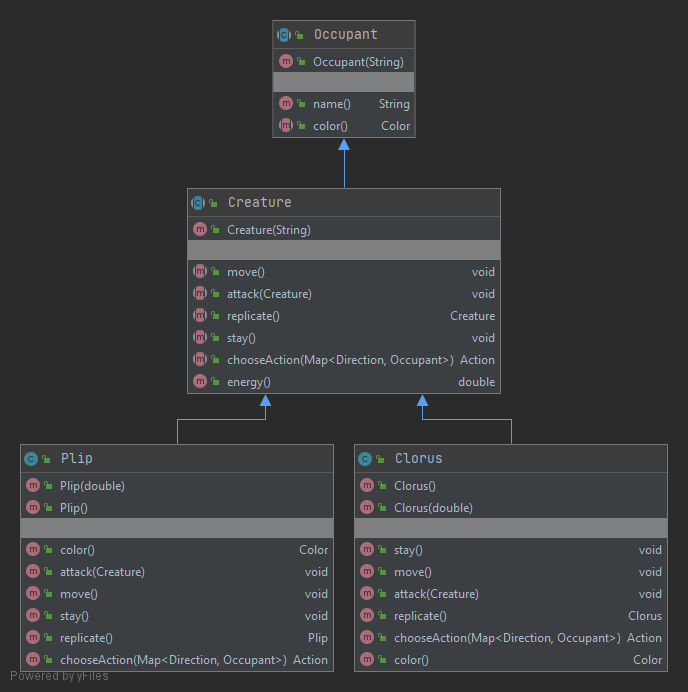 Occupant
Occupant(String)
name() String
color() Color
Creature
Creature(String)
move() void
attack(Creature) void
replicate() Creature
stay() void
chooseAction(Map<Direction, Occupant>) Action
energy() double
Plip
Plip(double)
Plip()
color() Color
attack(Creature) void
move() void
stay() void
replicate() Plip
chooseAction(Map<Direction, Occupant>) Action
Clorus
Clorus()
Clorus(double)
stay() void
move() void
attack(Creature) void
replicate() Clorus
chooseAction(Map<Direction, Occupant>) Action
color() Color
Powered by yFiles